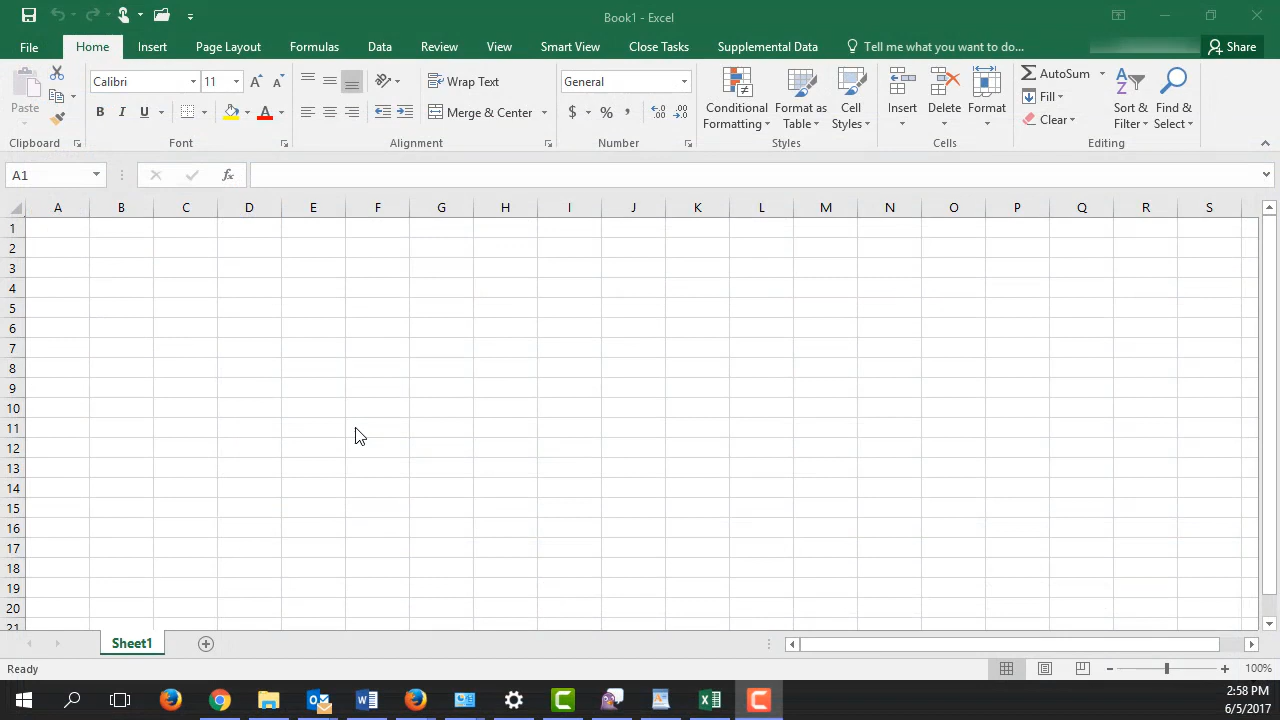 Book1 - Excel
File Home Insert Page Layout Formulas Data Review View Smart View Close Tasks Supplemental Data Tell me what you want to do... Share
Paste Calibri 11 Wrap Text General Conditional Formatting Format as Table Cell Styles Insert Delete Format AutoSum Fill Clear Sort & Filter Find & Select
B I U A Merge & Center $ % ,
Clipboard Font Alignment Number Styles Cells Editing
A1 fx
A B C D E F G H I J K L M N O P Q R S
1
2
3
4
5
6
7
8
9
10
11
12
13
14
15
16
17
18
19
20
21
Sheet1
Ready 100%
2:58 PM
6/5/2017